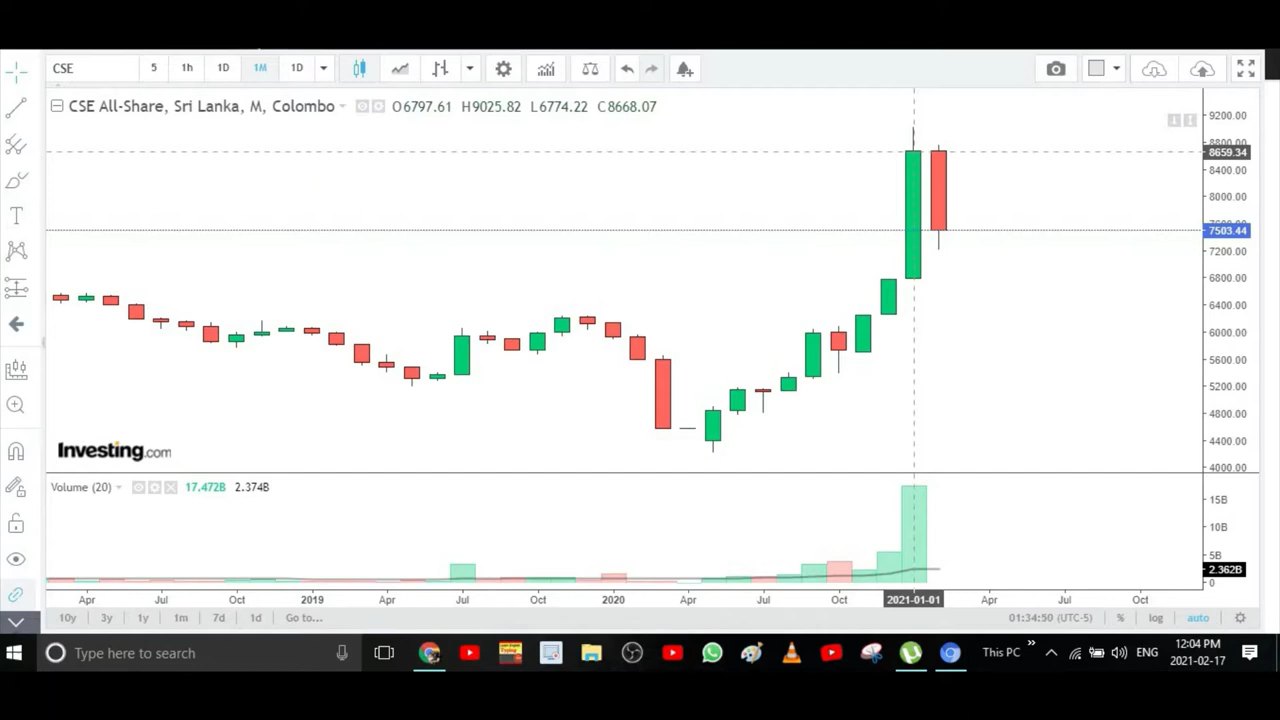 CSE 5 1h 1D 1M 1D
CSE All-Share, Sri Lanka, M, Colombo O6797.61 H9025.82 L6774.22 C8668.07
9200.00
8659.34
8400.00
8000.00
7503.44
7200.00
6800.00
6400.00
6000.00
5600.00
5200.00
4800.00
4400.00
4000.00
Investing.com
Volume (20) 17.472B 2.374B
15B
10B
5B
2.362B
0
Apr Jul Oct 2019 Apr Jul Oct 2020 Apr Jul Oct 2021-01-01 Apr Jul Oct
10y 3y 1y 1m 7d 1d Go to... 01:34:50 (UTC-5) % log auto
Type here to search This PC ENG 12:04 PM
2021-02-17